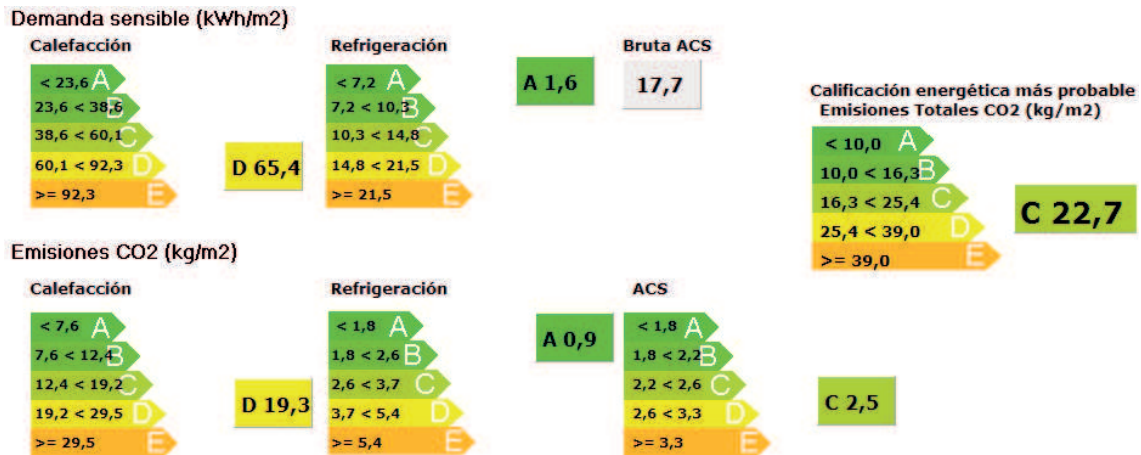 Demanda sensible (kWh/m2)
Calefacción
< 23,6 A
23,6 < 38,6 B
38,6 < 60,1 C
60,1 < 92,3 D
>= 92,3 E
D 65,4
Refrigeración
< 7,2 A
7,2 < 10,3 B
10,3 < 14,8 C
14,8 < 21,5 D
>= 21,5 E
A 1,6
Bruta ACS
17,7
Calificación energética más probable
Emisiones Totales CO2 (kg/m2)
< 10,0 A
10,0 < 16,3 B
16,3 < 25,4 C
25,4 < 39,0 D
>= 39,0 E
C 22,7
Emisiones CO2 (kg/m2)
Calefacción
< 7,6 A
7,6 < 12,4 B
12,4 < 19,2 C
19,2 < 29,5 D
>= 29,5 E
D 19,3
Refrigeración
< 1,8 A
1,8 < 2,6 B
2,6 < 3,7 C
3,7 < 5,4 D
>= 5,4 E
A 0,9
ACS
< 1,8 A
1,8 < 2,2 B
2,2 < 2,6 C
2,6 < 3,3 D
>= 3,3 E
C 2,5